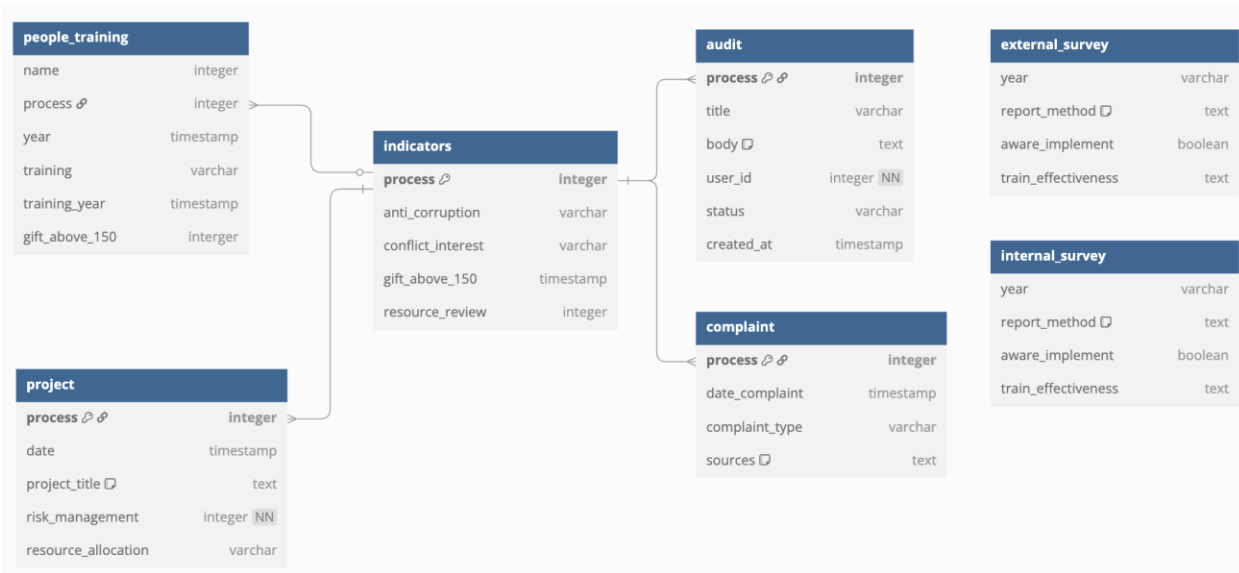 people_training
name integer
process integer
year timestamp
training varchar
training_year timestamp
gift_above_150 interger
project
process integer
date timestamp
project_title text
risk_management integer NN
resource_allocation varchar
indicators
process integer
anti_corruption varchar
conflict_interest varchar
gift_above_150 timestamp
resource_review integer
audit
process integer
title varchar
body text
user_id integer NN
status varchar
created_at timestamp
complaint
process integer
date_complaint timestamp
complaint_type varchar
sources text
external_survey
year varchar
report_method text
aware_implement boolean
train_effectiveness text
internal_survey
year varchar
report_method text
aware_implement boolean
train_effectiveness text